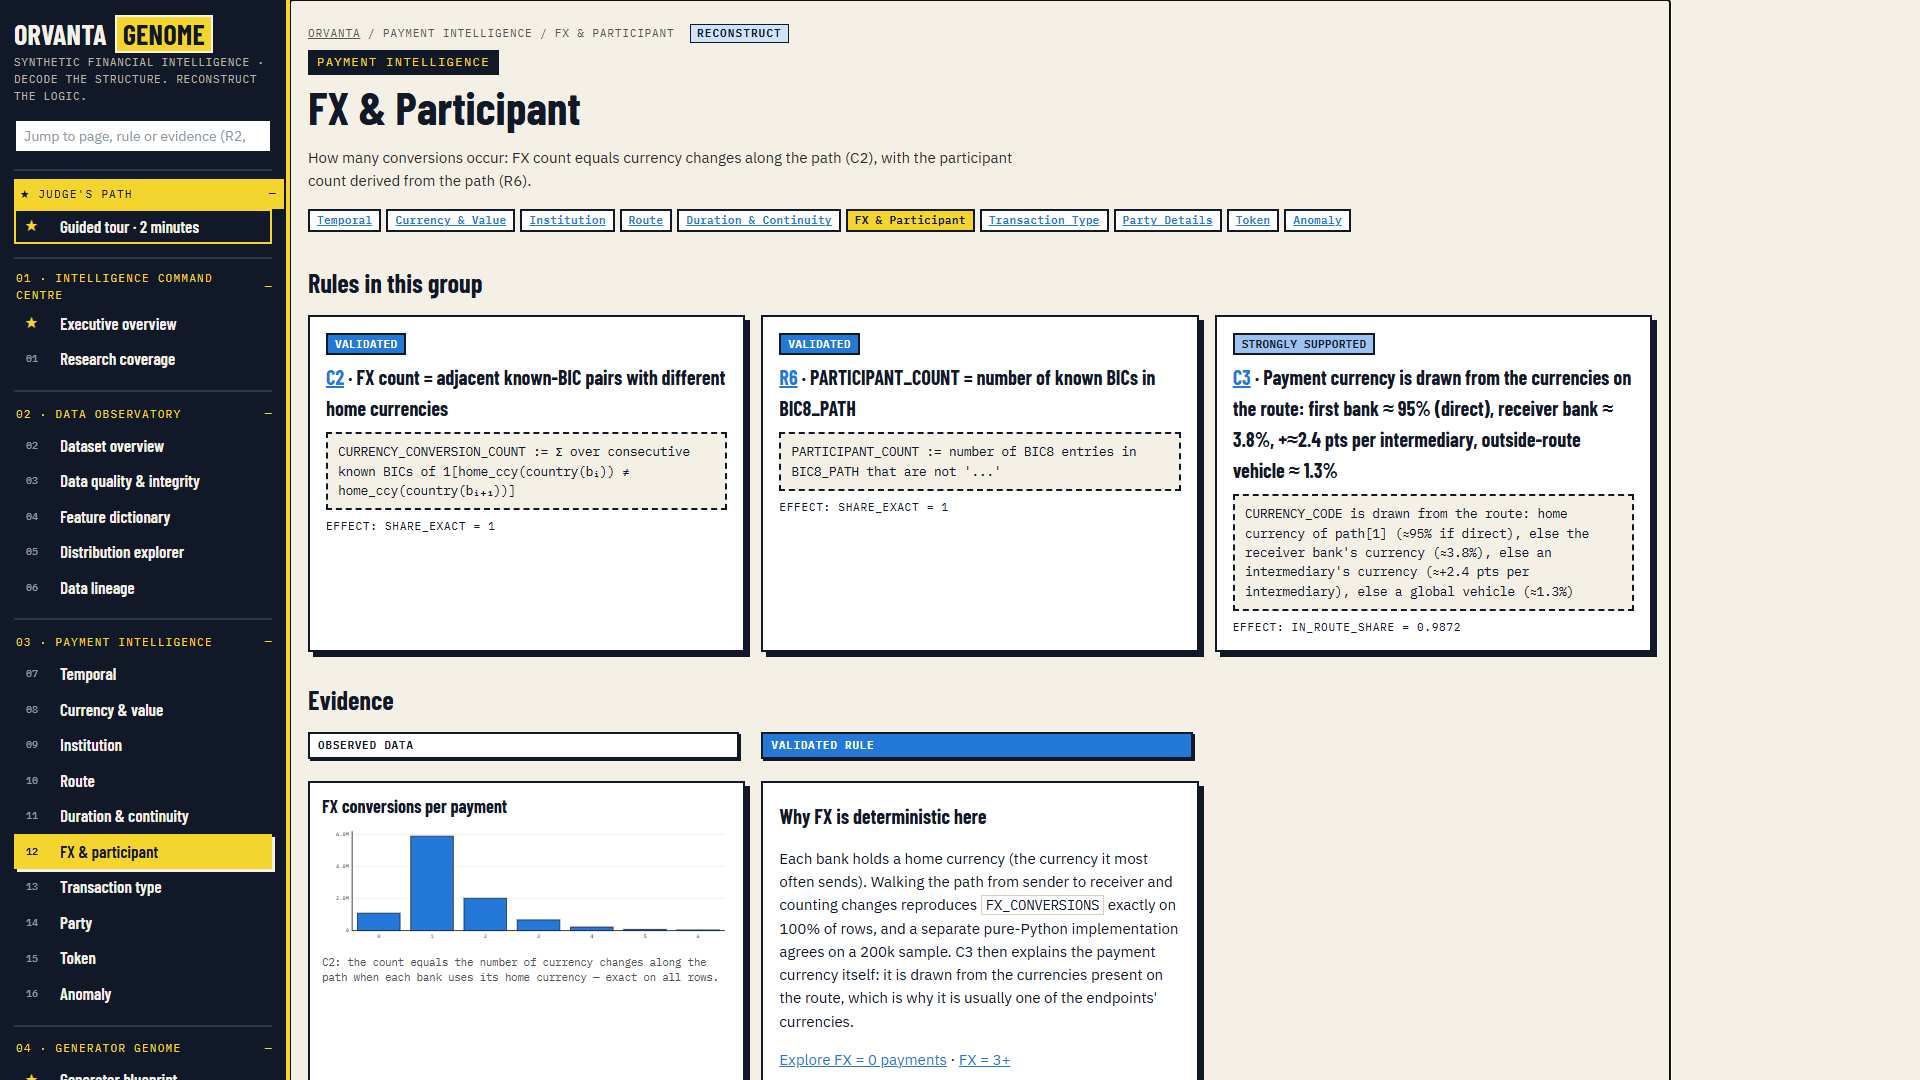 ORVANTA GENOME
SYNTHETIC FINANCIAL INTELLIGENCE ·
DECODE THE STRUCTURE. RECONSTRUCT
THE LOGIC.
Jump to page, rule or evidence (R2,
★ JUDGE'S PATH –
★ Guided tour · 2 minutes
01 · INTELLIGENCE COMMAND
CENTRE –
★ Executive overview
01 Research coverage
02 · DATA OBSERVATORY –
02 Dataset overview
03 Data quality & integrity
04 Feature dictionary
05 Distribution explorer
06 Data lineage
03 · PAYMENT INTELLIGENCE –
07 Temporal
08 Currency & value
09 Institution
10 Route
11 Duration & continuity
12 FX & participant
13 Transaction type
14 Party
15 Token
16 Anomaly
04 · GENERATOR GENOME –
★ Generator blueprint
ORVANTA / PAYMENT INTELLIGENCE / FX & PARTICIPANT RECONSTRUCT
PAYMENT INTELLIGENCE
FX & Participant
How many conversions occur: FX count equals currency changes along the path (C2), with the participant
count derived from the path (R6).
Temporal Currency & Value Institution Route Duration & Continuity FX & Participant Transaction Type Party Details Token Anomaly
Rules in this group
VALIDATED
C2 · FX count = adjacent known-BIC pairs with different
home currencies
CURRENCY_CONVERSION_COUNT := Σ over consecutive
known BICs of 1[home_ccy(country(bᵢ)) ≠
home_ccy(country(bᵢ₊₁))]
EFFECT: SHARE_EXACT = 1
VALIDATED
R6 · PARTICIPANT_COUNT = number of known BICs in
BIC8_PATH
PARTICIPANT_COUNT := number of BIC8 entries in
BIC8_PATH that are not '...'
EFFECT: SHARE_EXACT = 1
STRONGLY SUPPORTED
C3 · Payment currency is drawn from the currencies on
the route: first bank ≈ 95% (direct), receiver bank ≈
3.8%, +≈2.4 pts per intermediary, outside-route
vehicle ≈ 1.3%
CURRENCY_CODE is drawn from the route: home
currency of path[1] (≈95% if direct), else the
receiver bank's currency (≈3.8%), else an
intermediary's currency (≈+2.4 pts per
intermediary), else a global vehicle (≈1.3%)
EFFECT: IN_ROUTE_SHARE = 0.9872
Evidence
OBSERVED DATA
VALIDATED RULE
FX conversions per payment
6.0M
4.0M
2.0M
0
0 1 2 3 4 5 6
C2: the count equals the number of currency changes along the
path when each bank uses its home currency — exact on all rows.
Why FX is deterministic here
Each bank holds a home currency (the currency it most
often sends). Walking the path from sender to receiver and
counting changes reproduces FX_CONVERSIONS exactly on
100% of rows, and a separate pure-Python implementation
agrees on a 200k sample. C3 then explains the payment
currency itself: it is drawn from the currencies present on
the route, which is why it is usually one of the endpoints'
currencies.
Explore FX = 0 payments · FX = 3+